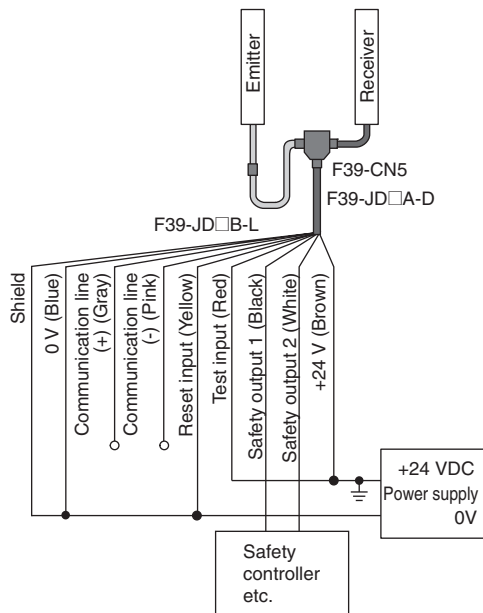 Emitter
Receiver
F39-CN5
F39-JD□A-D
F39-JD□B-L
Shield
0 V (Blue)
Communication line
(+) (Gray)
Communication line
(-) (Pink)
Reset input (Yellow)
Test input (Red)
Safety output 1 (Black)
Safety output 2 (White)
+24 V (Brown)
+24 VDC
Power supply
0V
Safety
controller
etc.